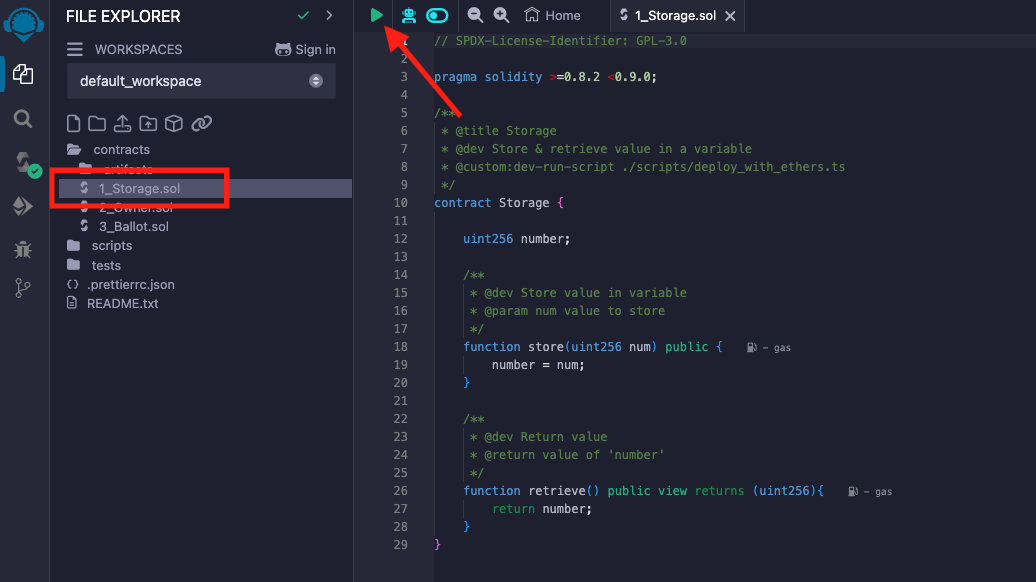 FILE EXPLORER
WORKSPACES
Sign in
default_workspace
contracts
artifacts
1_Storage.sol
2_Owner.sol
3_Ballot.sol
scripts
tests
.prettierrc.json
README.txt
Home
1_Storage.sol
1 // SPDX-License-Identifier: GPL-3.0
2
3 pragma solidity >=0.8.2 <0.9.0;
4
5 /**
6  * @title Storage
7  * @dev Store & retrieve value in a variable
8  * @custom:dev-run-script ./scripts/deploy_with_ethers.ts
9  */
10 contract Storage {
11
12     uint256 number;
13
14     /**
15      * @dev Store value in variable
16      * @param num value to store
17      */
18     function store(uint256 num) public { - gas
19         number = num;
20     }
21
22     /**
23      * @dev Return value
24      * @return value of 'number'
25      */
26     function retrieve() public view returns (uint256){ - gas
27         return number;
28     }
29 }